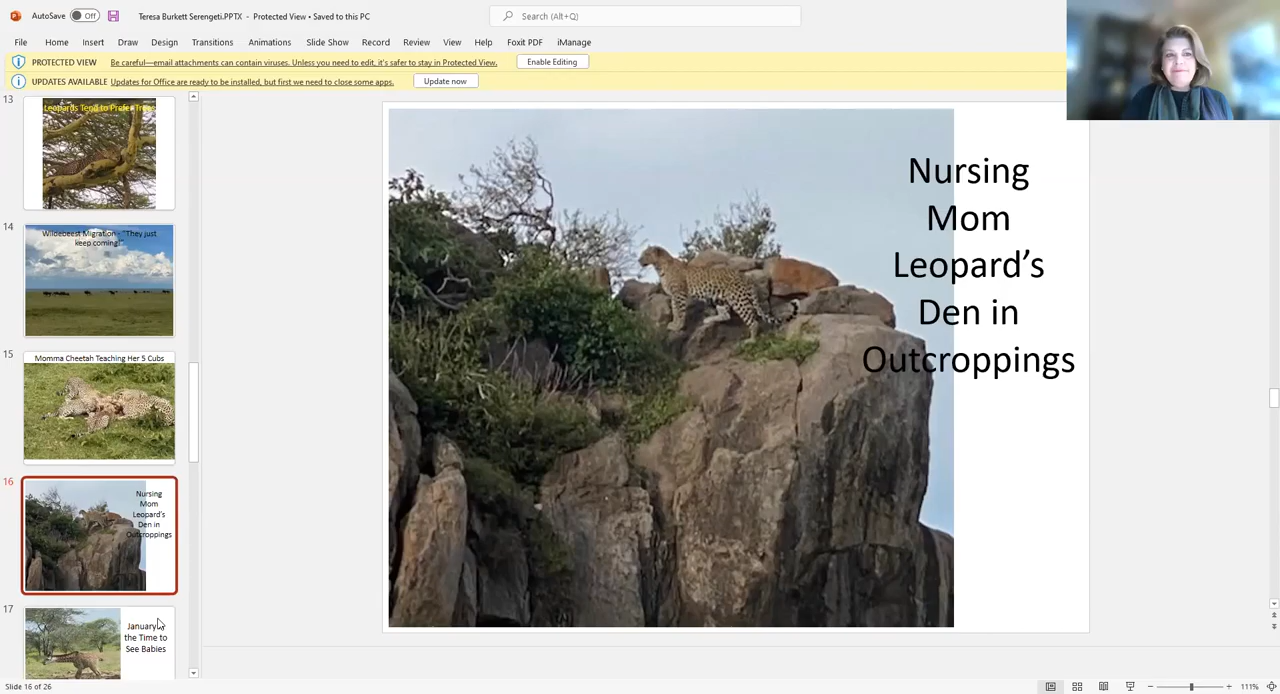 AutoSave Off Teresa Burkett Serengeti.PPTX - Protected View • Saved to this PC Search (Alt+Q)
File Home Insert Draw Design Transitions Animations Slide Show Record Review View Help Foxit PDF iManage
PROTECTED VIEW Be careful—email attachments can contain viruses. Unless you need to edit, it's safer to stay in Protected View. Enable Editing
UPDATES AVAILABLE Updates for Office are ready to be installed, but first we need to close some apps. Update now
13
Leopards Tend to Prefer Trees
14
Wildebeest Migration - "They just
keep coming!"
15
Momma Cheetah Teaching Her 5 Cubs
16
Nursing
Mom
Leopard's
Den in
Outcroppings
17
January
the Time to
See Babies
Nursing
Mom
Leopard’s
Den in
Outcroppings
Slide 16 of 26
111%